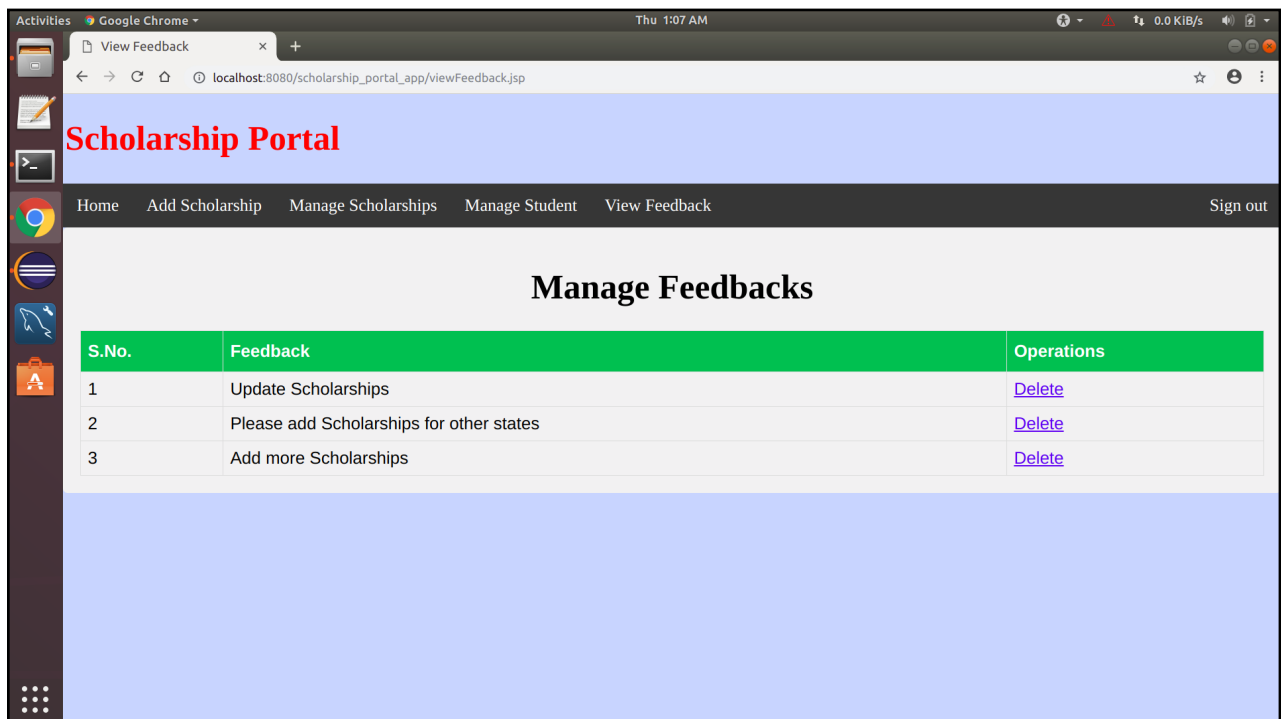 Activities Google Chrome Thu 1:07 AM 0.0 KiB/s
View Feedback
localhost:8080/scholarship_portal_app/viewFeedback.jsp
Scholarship Portal
Home Add Scholarship Manage Scholarships Manage Student View Feedback Sign out
Manage Feedbacks
S.No. Feedback Operations
1 Update Scholarships Delete
2 Please add Scholarships for other states Delete
3 Add more Scholarships Delete